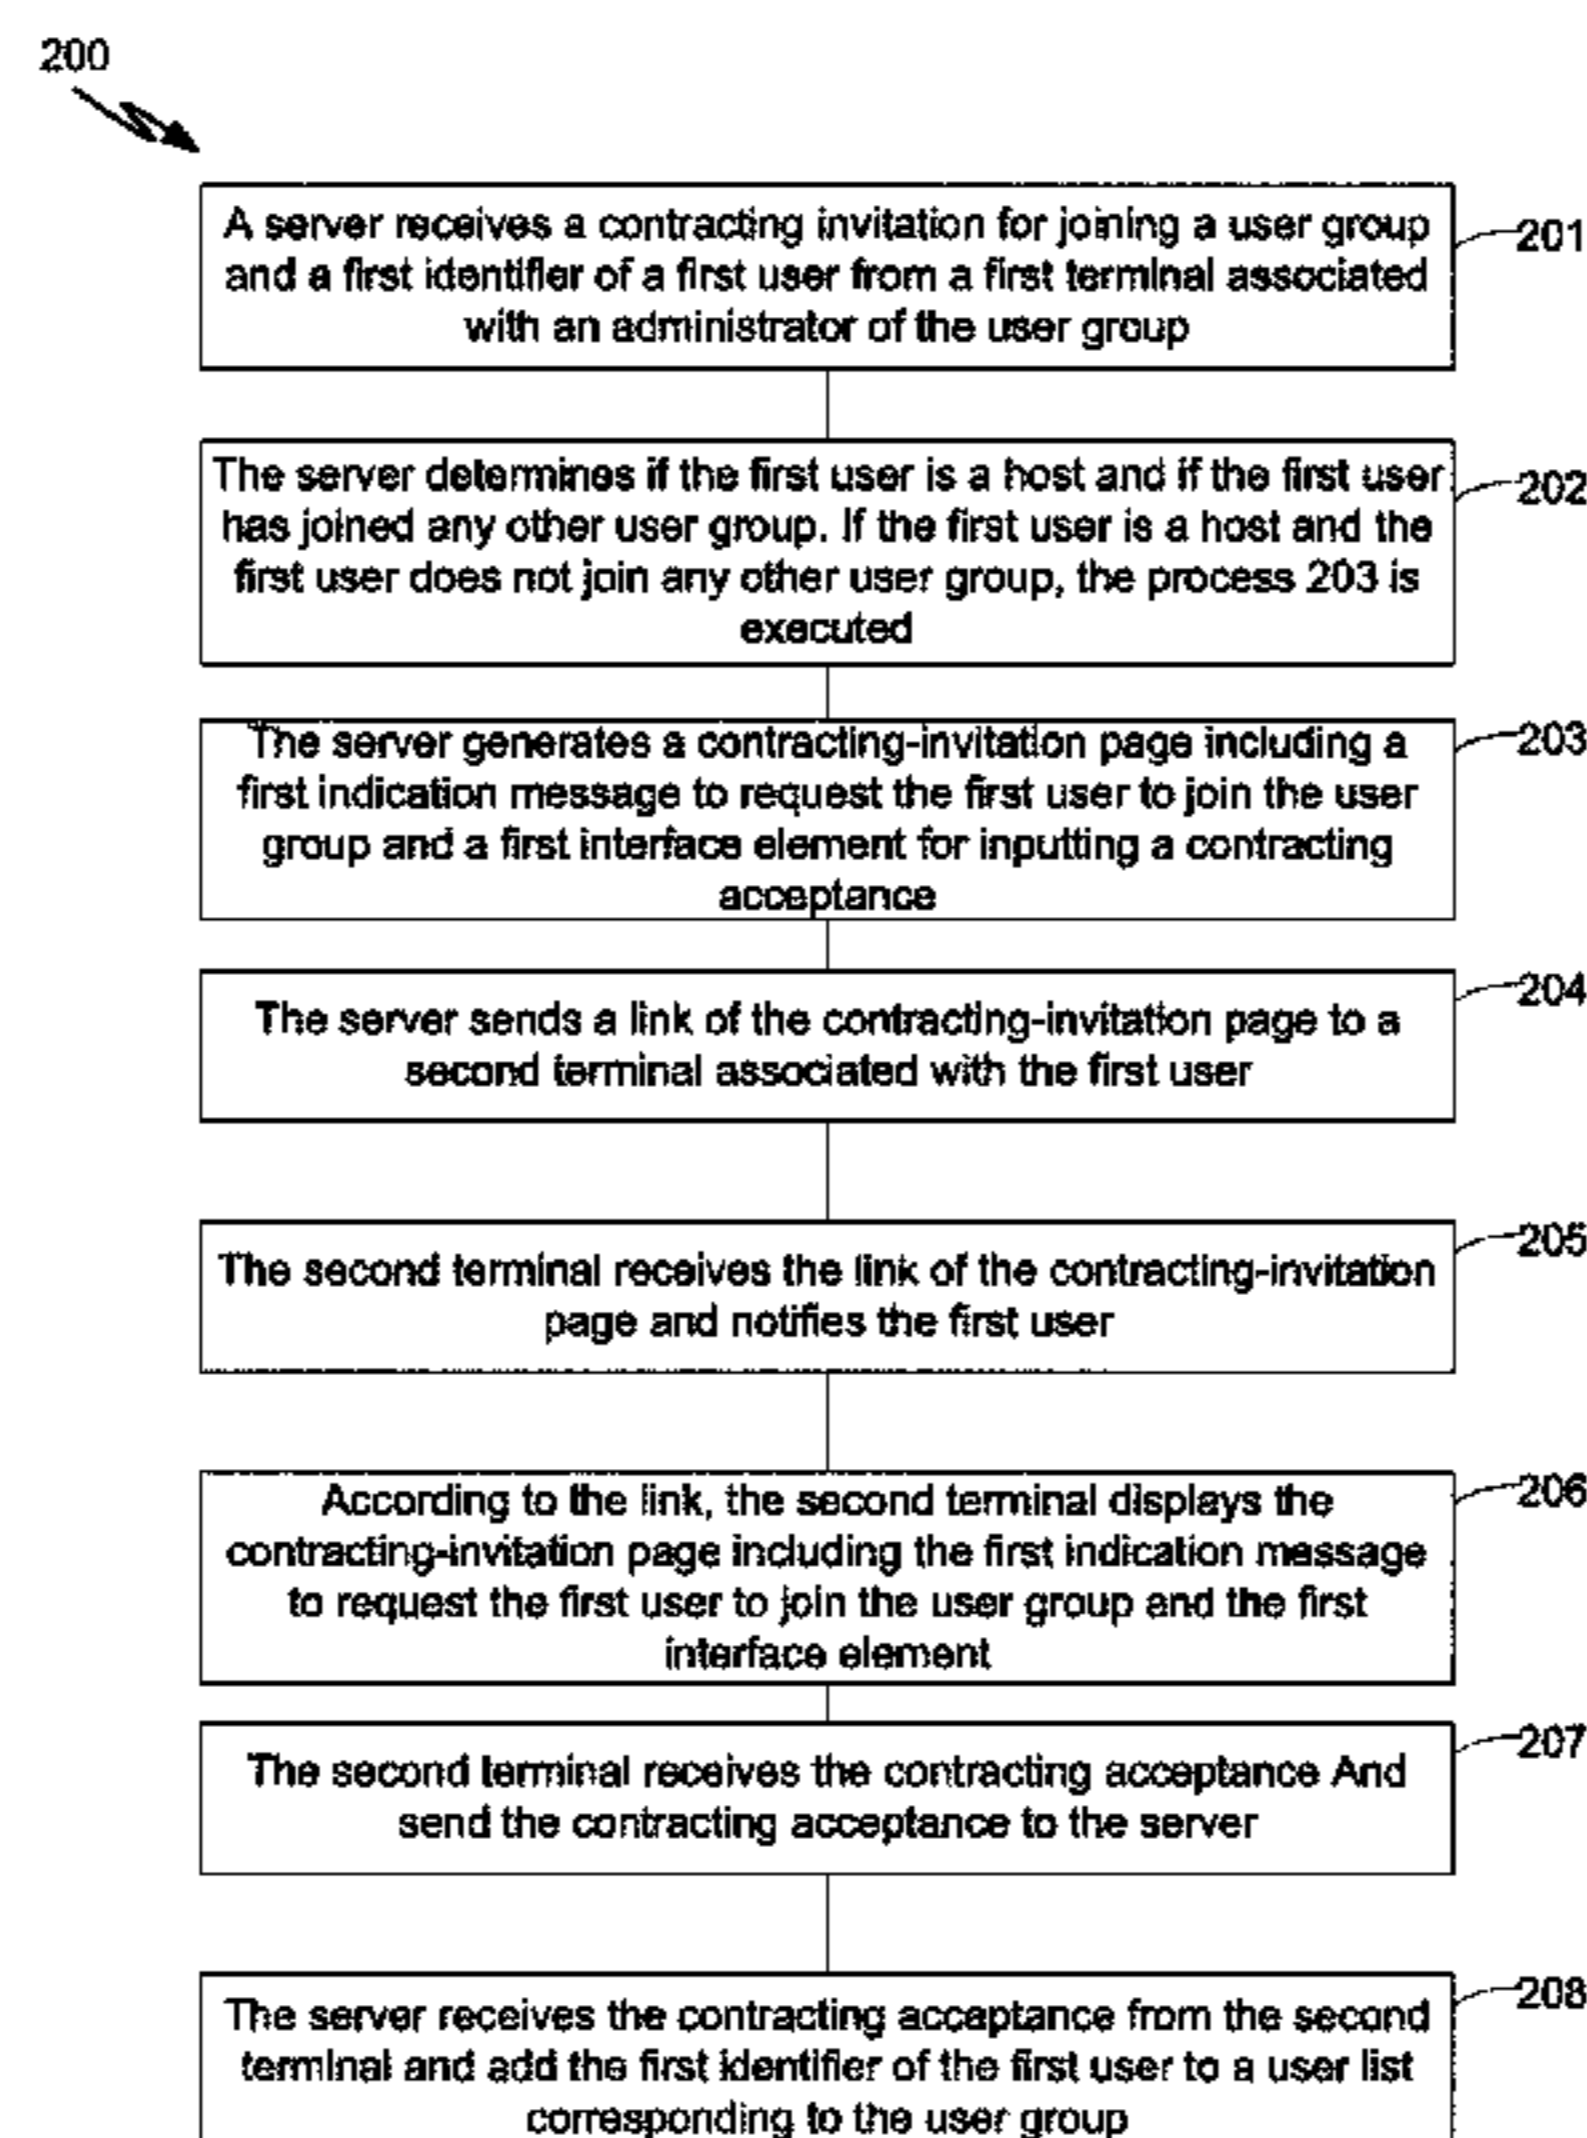 200
A server receives a contracting invitation for joining a user group
and a first identifier of a first user from a first terminal associated
with an administrator of the user group
201
The server determines if the first user is a host and if the first user
has joined any other user group. If the first user is a host and the
first user does not join any other user group, the process 203 is
executed
202
The server generates a contracting-invitation page including a
first indication message to request the first user to join the user
group and a first interface element for inputting a contracting
acceptance
203
The server sends a link of the contracting-invitation page to a
second terminal associated with the first user
204
The second terminal receives the link of the contracting-invitation
page and notifies the first user
205
According to the link, the second terminal displays the
contracting-invitation page including the first indication message
to request the first user to join the user group and the first
interface element
206
The second terminal receives the contracting acceptance And
send the contracting acceptance to the server
207
The server receives the contracting acceptance from the second
terminal and add the first identifier of the first user to a user list
corresponding to the user group
208